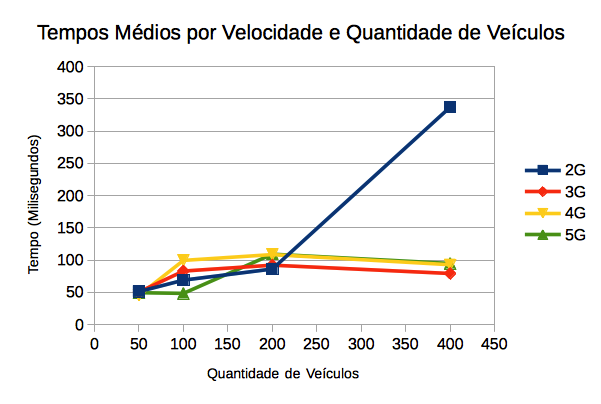 Tempos Médios por Velocidade e Quantidade de Veículos
400
350
300
250
200
150
100
50
0
Tempo (Milisegundos)
0 50 100 150 200 250 300 350 400 450
Quantidade de Veículos
2G
3G
4G
5G